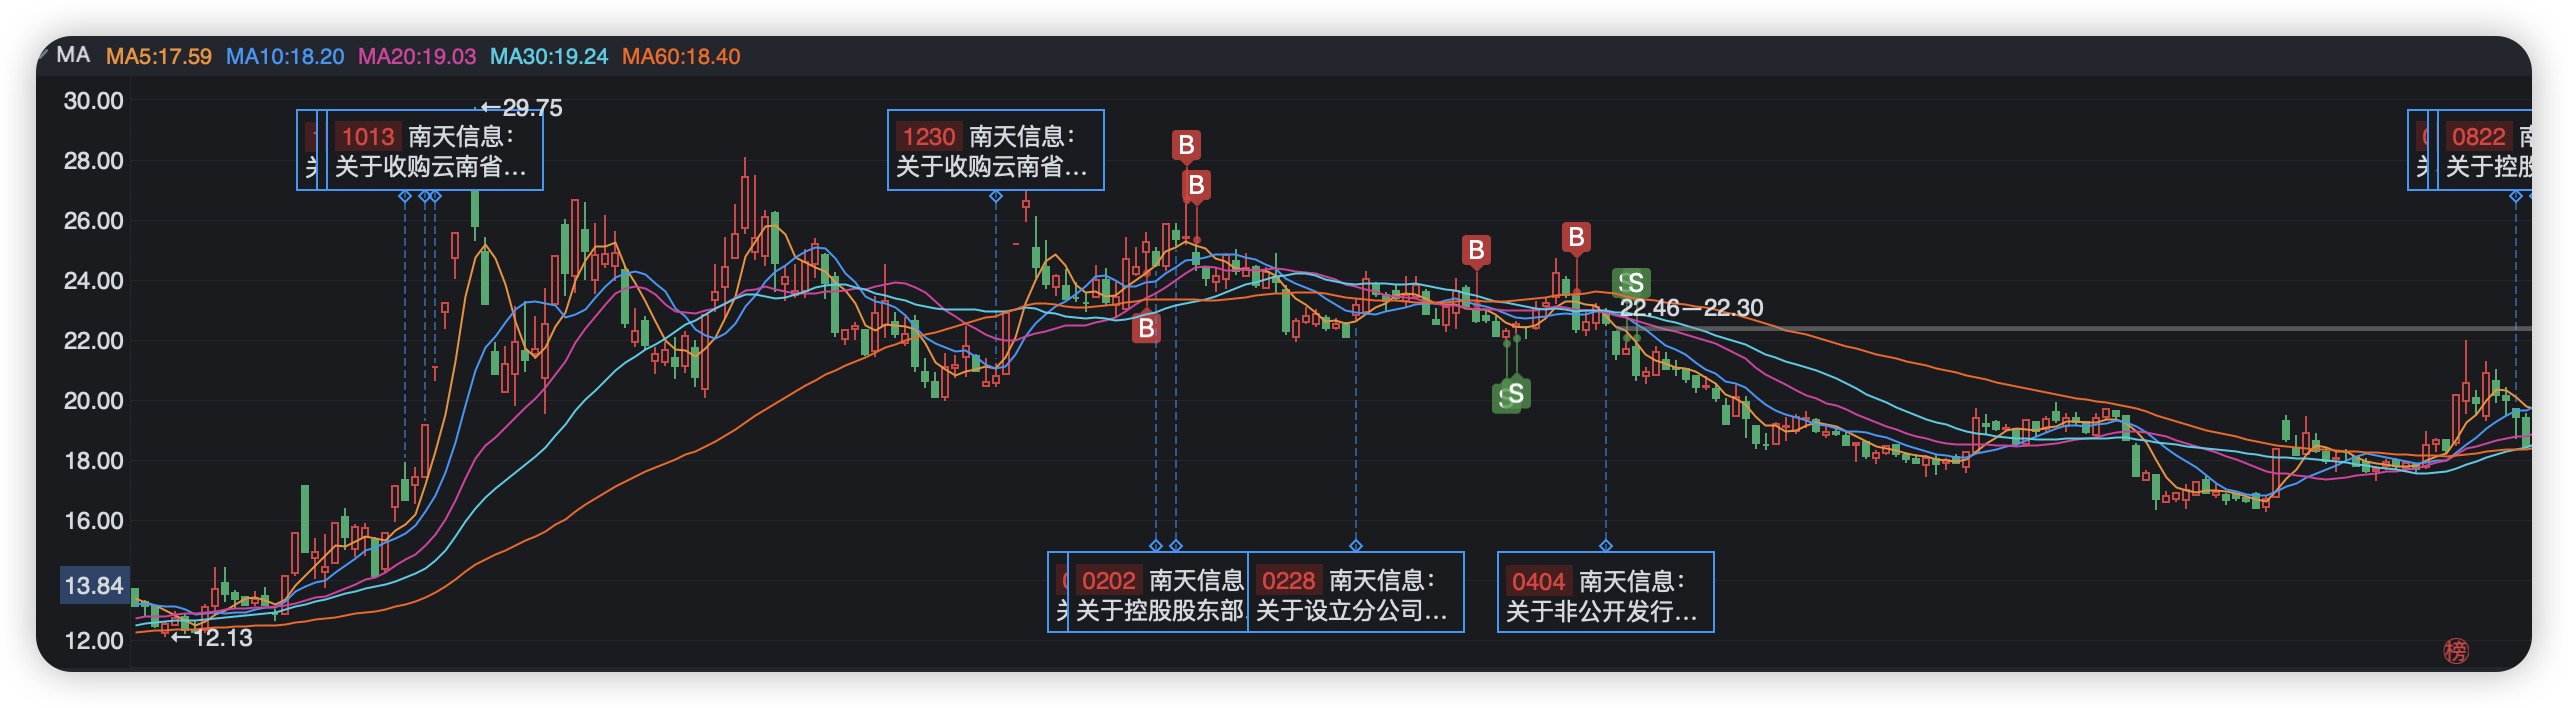 MA MA5:17.59 MA10:18.20 MA20:19.03 MA30:19.24 MA60:18.40
30.00
28.00
26.00
24.00
22.00
20.00
18.00
16.00
13.84
12.00
←29.75
1013 南天信息：
关于收购云南省...
1230 南天信息：
关于收购云南省...
B
B
B
B
B
S
S
22.46—22.30
0822 南
关于控股
←12.13
0202 南天信息
关于控股股东部
0228 南天信息：
关于设立分公司...
0404 南天信息：
关于非公开发行...
榜